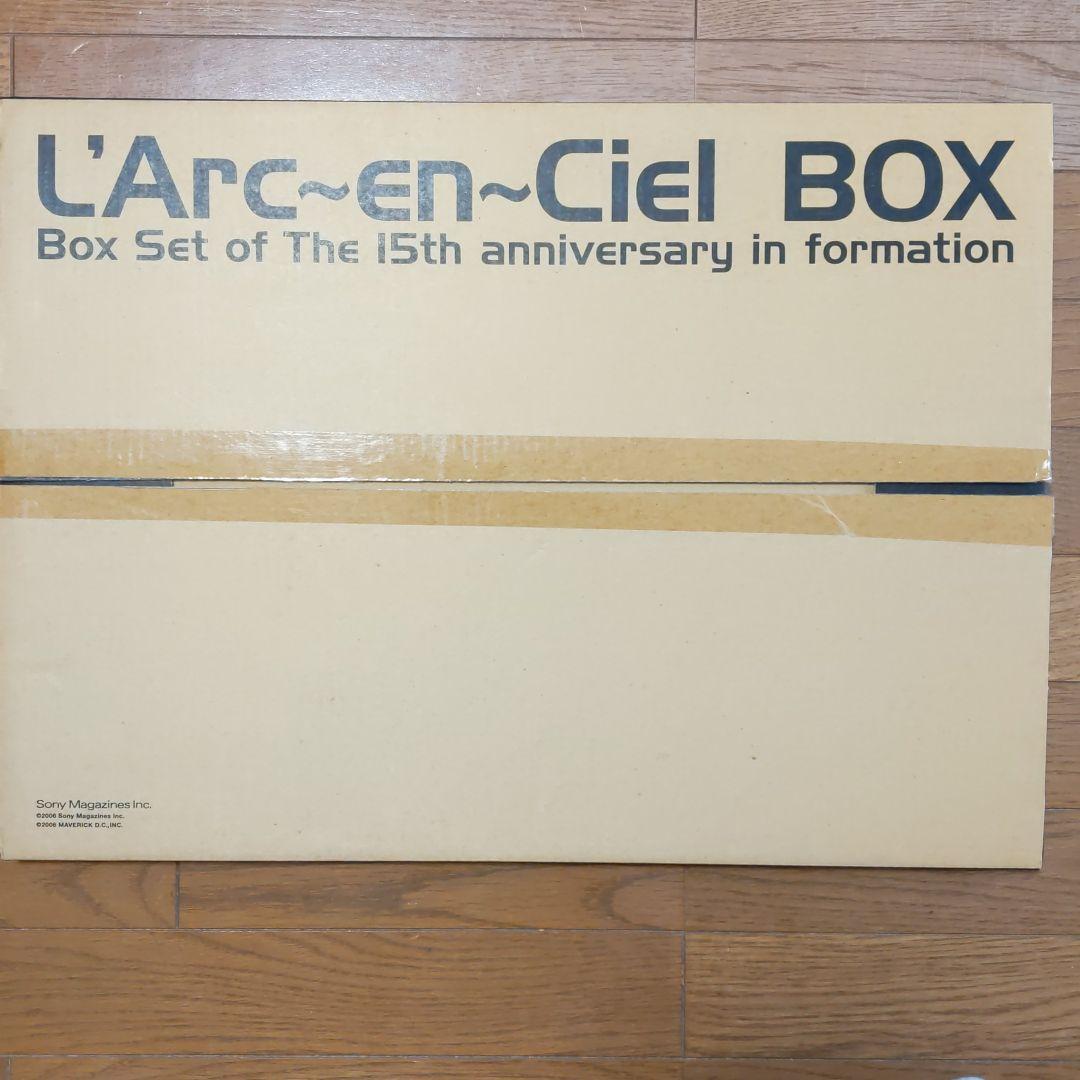 L'Arc~en~Ciel BOX
Box Set of The 15th anniversary in formation
Sony Magazines Inc.
©2006 Sony Magazines Inc.
©2006 MAVERICK D.C.,INC.